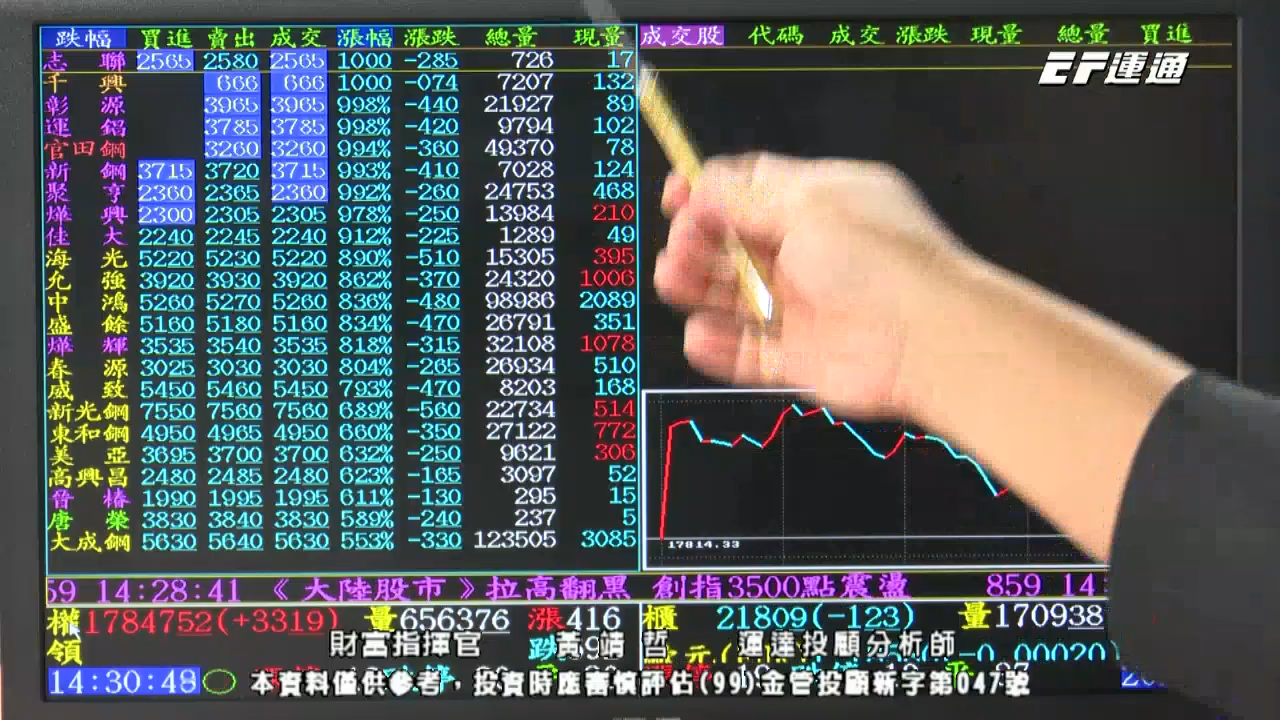 跌幅 買進 賣出 成交 漲幅 漲跌 總量 現量 成交股 代碼 成交 漲跌 現量 總量 買進
EF運通
志聯 2565 2580 2565 1000 -285 726 17
千興 666 666 1000 -074 7207 132
彰源 3965 3965 998% -440 21927 89
運錩 3785 3785 998% -420 9794 102
官田鋼 3260 3260 994% -360 49370 78
新鋼 3715 3720 3715 993% -410 7028 124
聚亨 2360 2365 2360 992% -260 24753 468
燁興 2300 2305 2305 978% -250 13984 210
佳大 2240 2245 2240 912% -225 1289 49
海光 5220 5230 5220 890% -510 15305 395
允強 3920 3930 3920 862% -370 24320 1006
中鴻 5260 5270 5260 836% -480 98986 2089
盛餘 5160 5180 5160 834% -470 26791 351
燁輝 3535 3540 3535 818% -315 32108 1078
春源 3025 3030 3030 804% -265 26934 510
威致 5450 5460 5450 793% -470 8203 168
新光鋼 7550 7560 7560 689% -560 22734 514
東和鋼 4950 4965 4950 660% -350 27122 772
美亞 3695 3700 3700 632% -250 9621 306
高興昌 2480 2485 2480 623% -165 3097 52
晉椿 1990 1995 1995 611% -130 295 15
唐榮 3830 3840 3830 589% -240 237 5
大成鋼 5630 5640 5630 553% -330 123505 3085
17814.33
59 14:28:41 《大陸股市》拉高翻黑 創指3500點震盪 859 14
權1784752(+3319) 量656376 漲416 櫃 21809(-123) 量170938
財富指揮官 黃靖哲 運達投顧分析師
領 跌
14:30:48
本資料僅供參考，投資時應審慎評估(99)金管投顧新字第047號